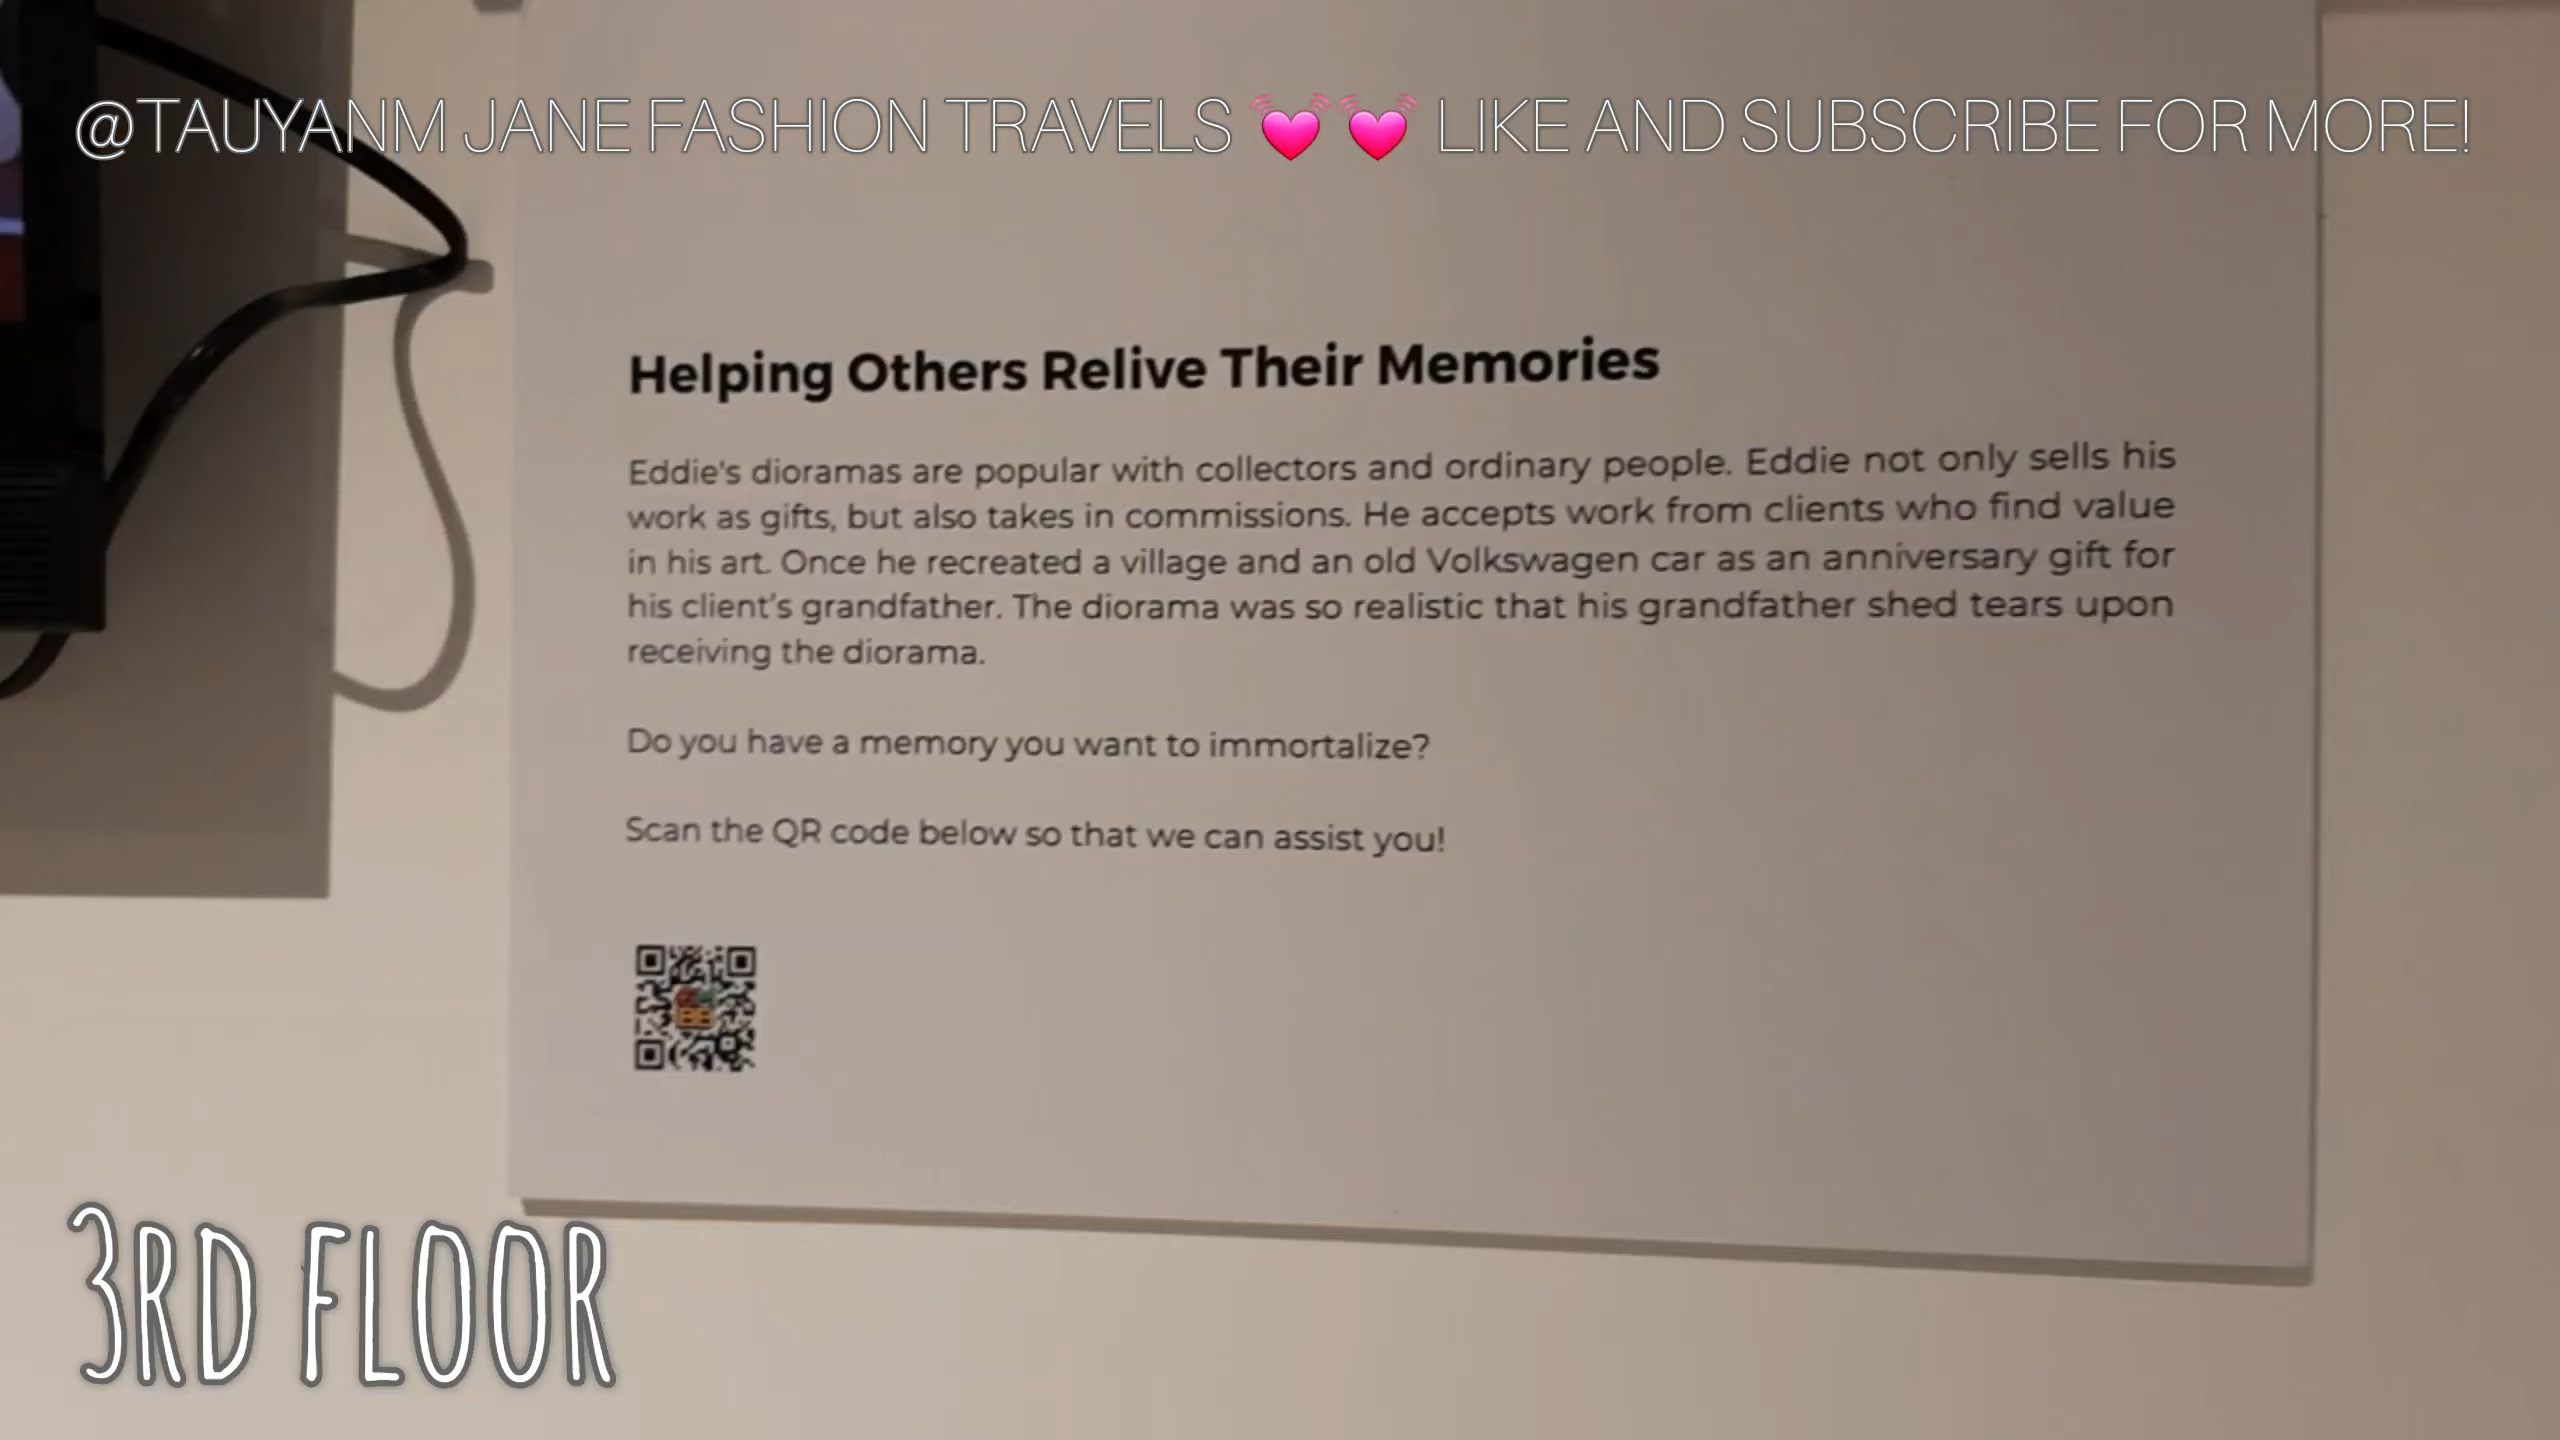 @TAUYANM JANE FASHION TRAVELS 💓💓 LIKE AND SUBSCRIBE FOR MORE!
Helping Others Relive Their Memories
Eddie's dioramas are popular with collectors and ordinary people. Eddie not only sells his
work as gifts, but also takes in commissions. He accepts work from clients who find value
in his art. Once he recreated a village and an old Volkswagen car as an anniversary gift for
his client's grandfather. The diorama was so realistic that his grandfather shed tears upon
receiving the diorama.
Do you have a memory you want to immortalize?
Scan the QR code below so that we can assist you!
3RD FLOOR